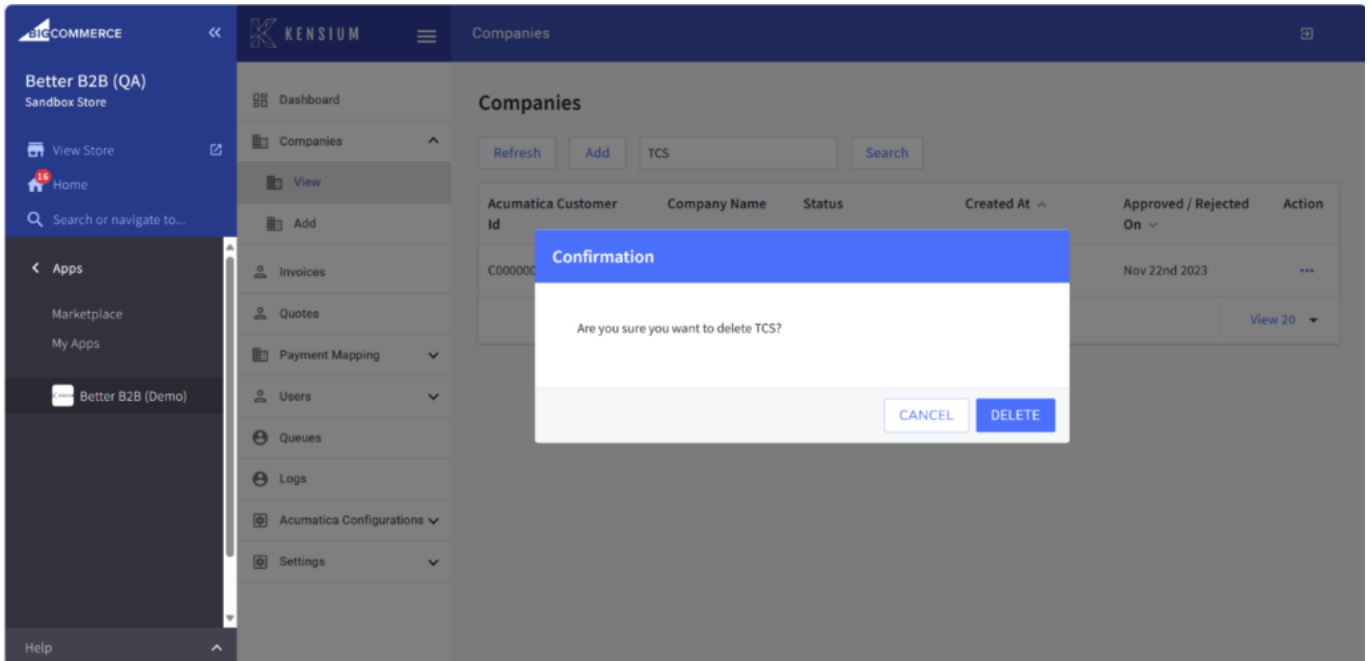 BIGCOMMERCE
Better B2B (QA)
Sandbox Store
View Store
16
Home
Search or navigate to...
Apps
Marketplace
My Apps
Better B2B (Demo)
Help
KENSIUM
Dashboard
Companies
View
Add
Invoices
Quotes
Payment Mapping
Users
Queues
Logs
Acumatica Configurations
Settings
Companies
Companies
Refresh Add TCS Search
Acumatica Customer Id Company Name Status Created At Approved / Rejected On Action
C000000 Nov 22nd 2023
View 20
Confirmation
Are you sure you want to delete TCS?
CANCEL DELETE